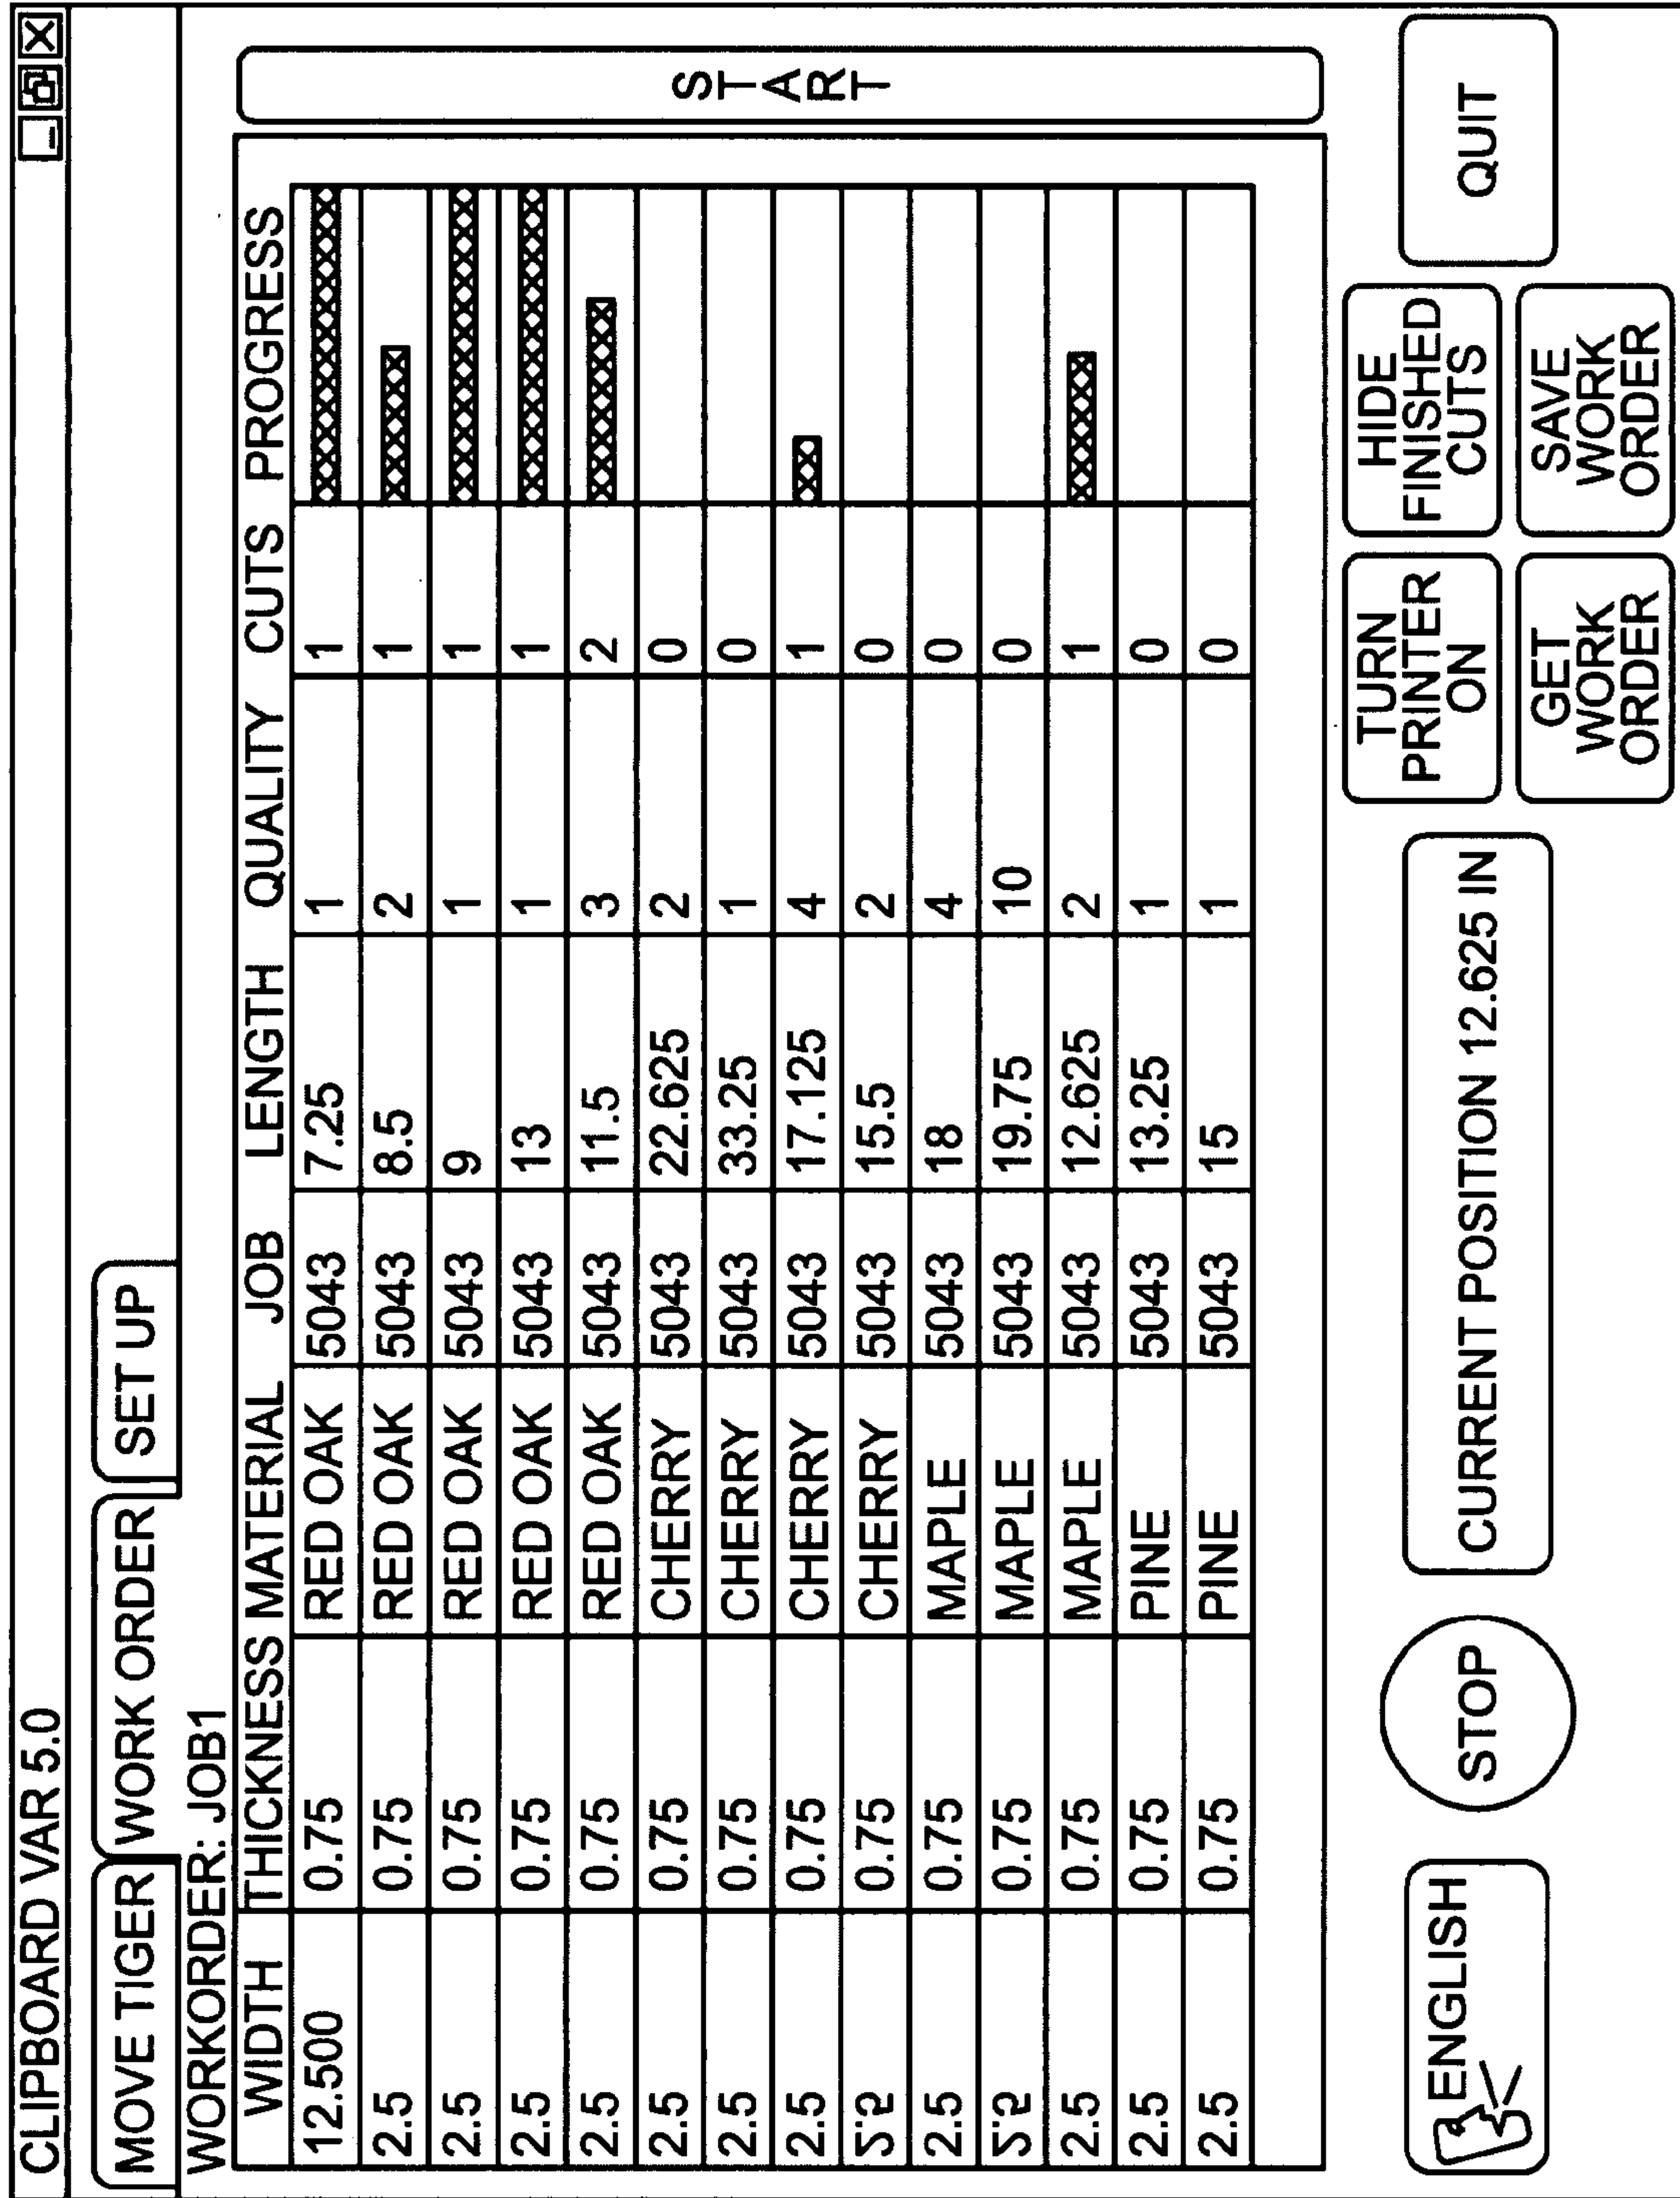 CLIPBOARD VAR 5.0
MOVE TIGER WORK ORDER SET UP
WORKORDER: JOB1
WIDTH THICKNESS MATERIAL JOB LENGTH QUALITY CUTS PROGRESS
12.500 0.75 RED OAK 5043 7.25 1 1
2.5 0.75 RED OAK 5043 8.5 2 1
2.5 0.75 RED OAK 5043 9 1 1
2.5 0.75 RED OAK 5043 13 1 1
2.5 0.75 RED OAK 5043 11.5 3 2
2.5 0.75 CHERRY 5043 22.625 2 0
2.5 0.75 CHERRY 5043 33.25 1 0
2.5 0.75 CHERRY 5043 17.125 4 1
2.5 0.75 CHERRY 5043 15.5 2 0
2.5 0.75 MAPLE 5043 18 4 0
2.5 0.75 MAPLE 5043 19.75 10 0
2.5 0.75 MAPLE 5043 12.625 2 1
2.5 0.75 PINE 5043 13.25 1 0
2.5 0.75 PINE 5043 15 1 0
START
ENGLISH
STOP
CURRENT POSITION 12.625 IN
TURN
PRINTER
ON
HIDE
FINISHED
CUTS
GET
WORK
ORDER
SAVE
WORK
ORDER
QUIT